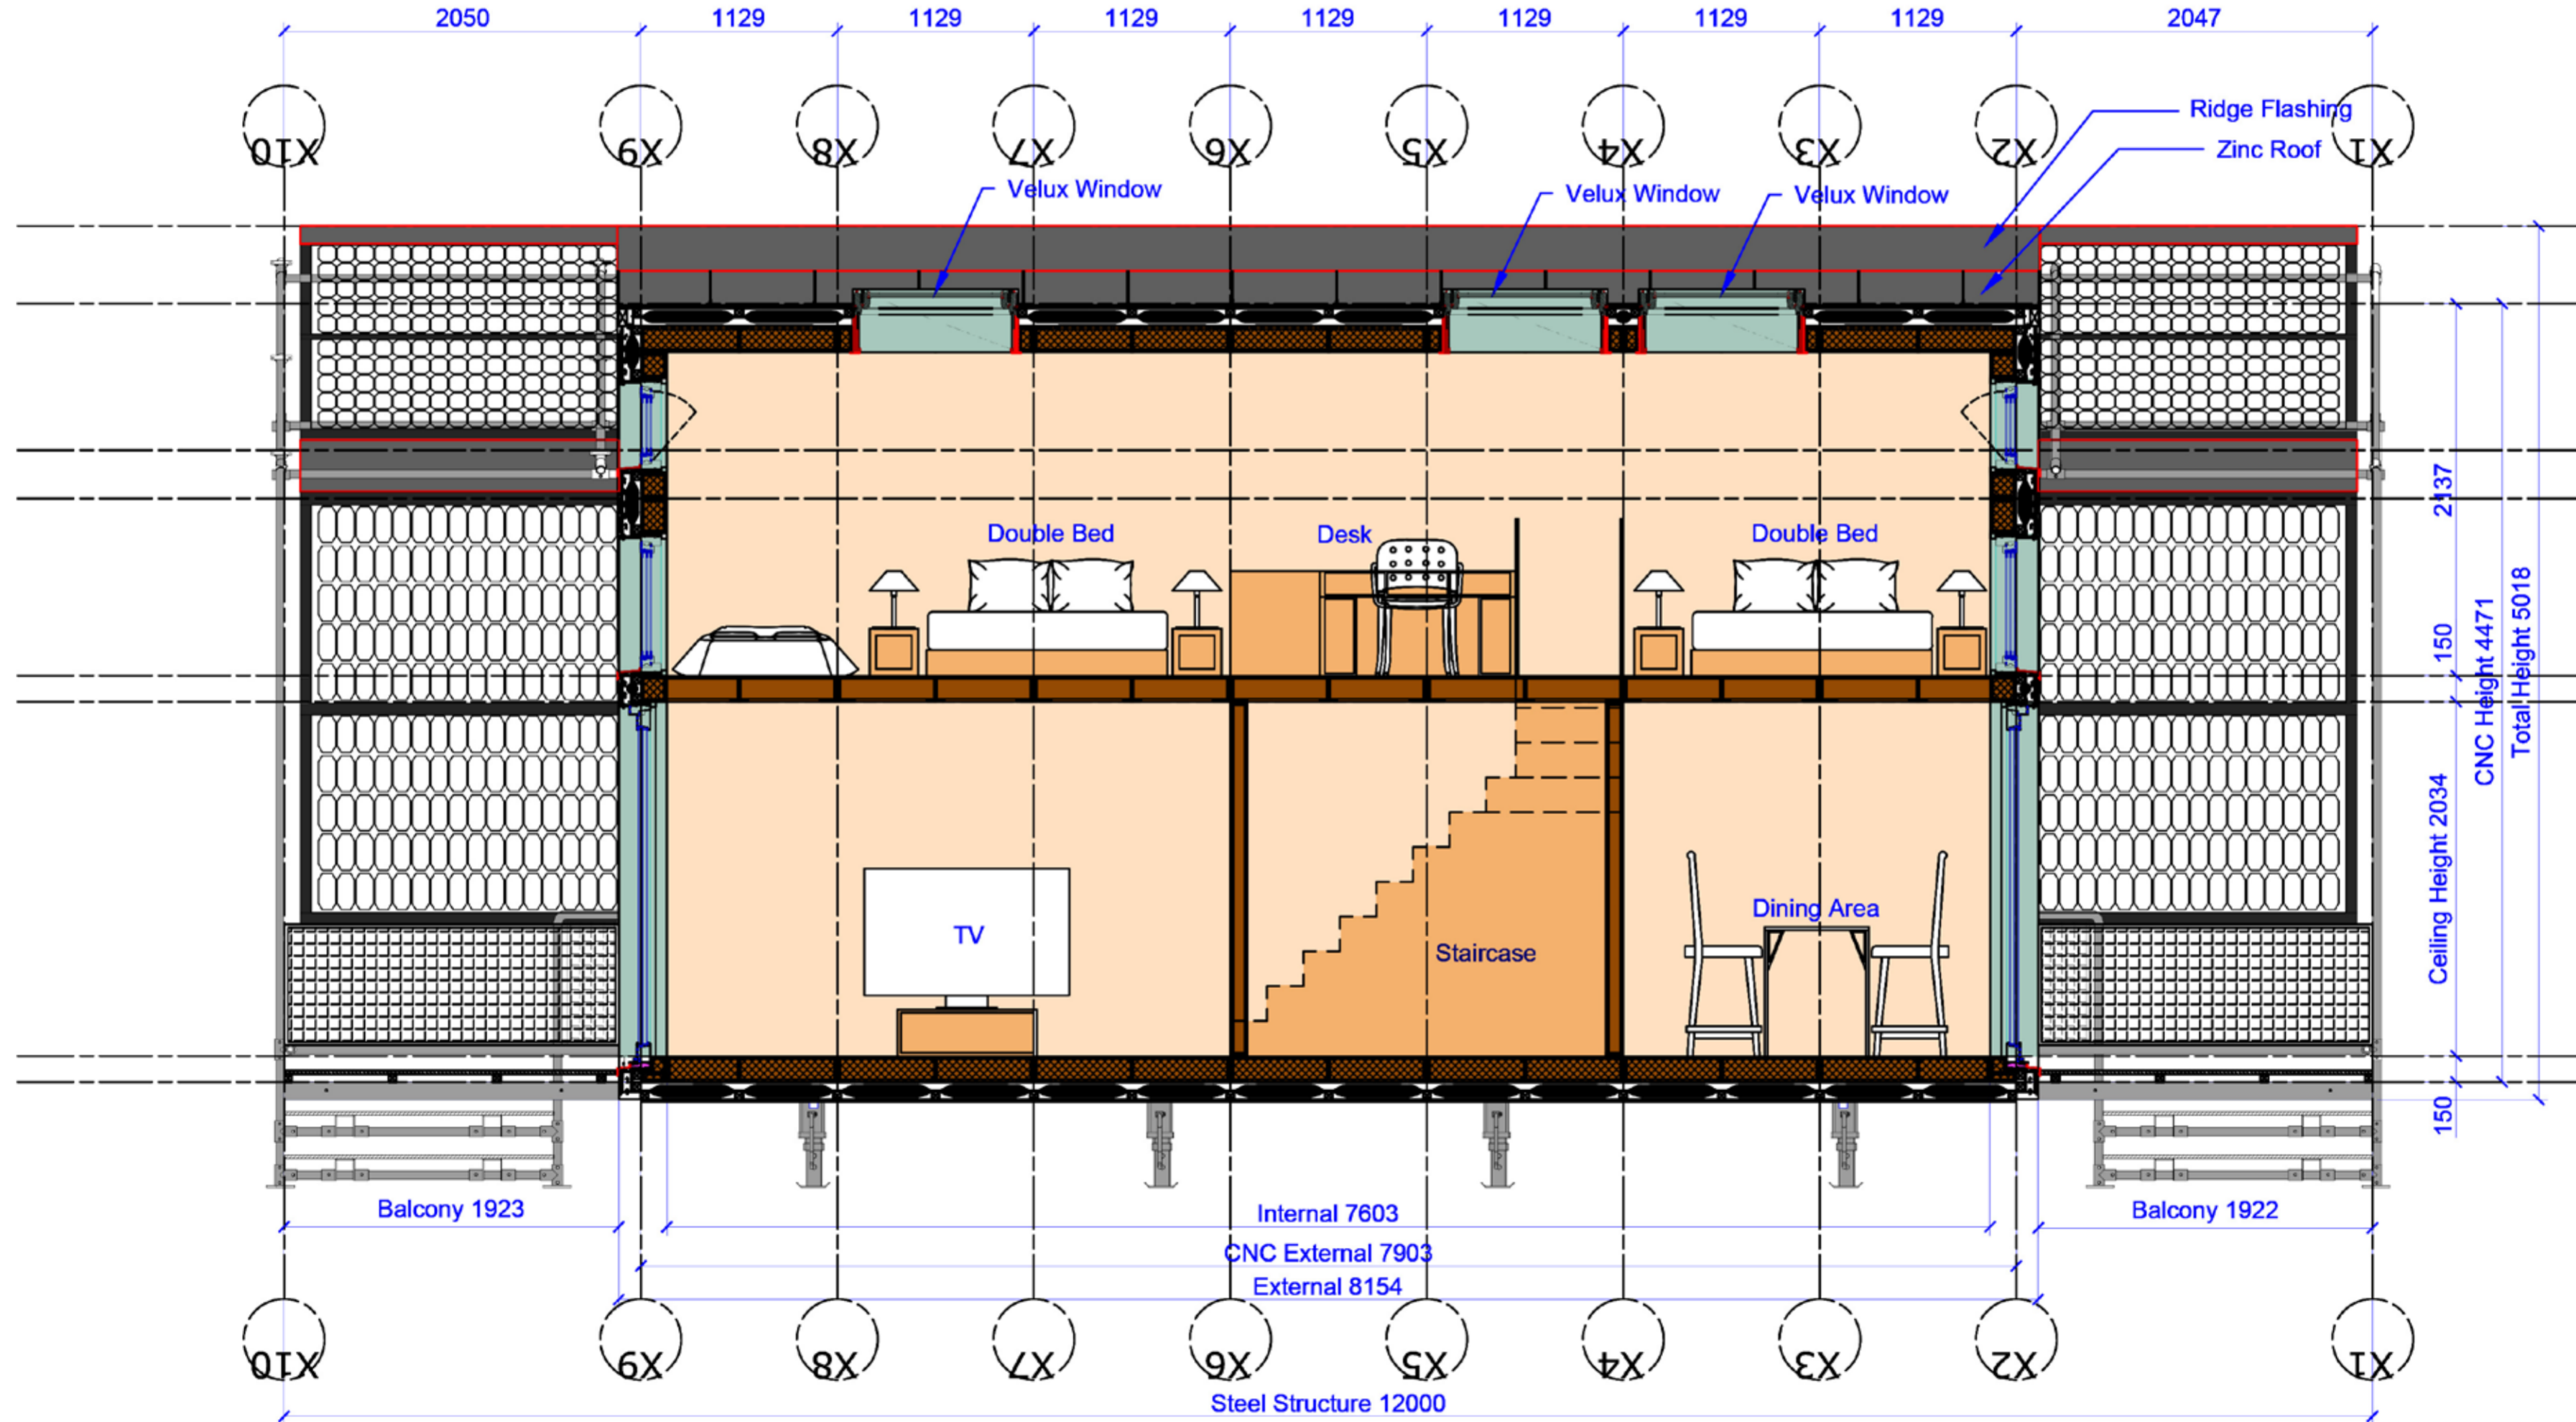 2050 1129 1129 1129 1129 1129 1129 1129 2047
X10 X9 X8 X7 X6 X5 X4 X3 X2 X1
Ridge Flashing
Zinc Roof
Velux Window Velux Window Velux Window
Double Bed Desk Double Bed
2137
150
CNC Height 4471
Total Height 5018
Ceiling Height 2034
150
TV Staircase Dining Area
Balcony 1923 Internal 7603 Balcony 1922
CNC External 7903
External 8154
X10 X9 X8 X7 X6 X5 X4 X3 X2 X1
Steel Structure 12000